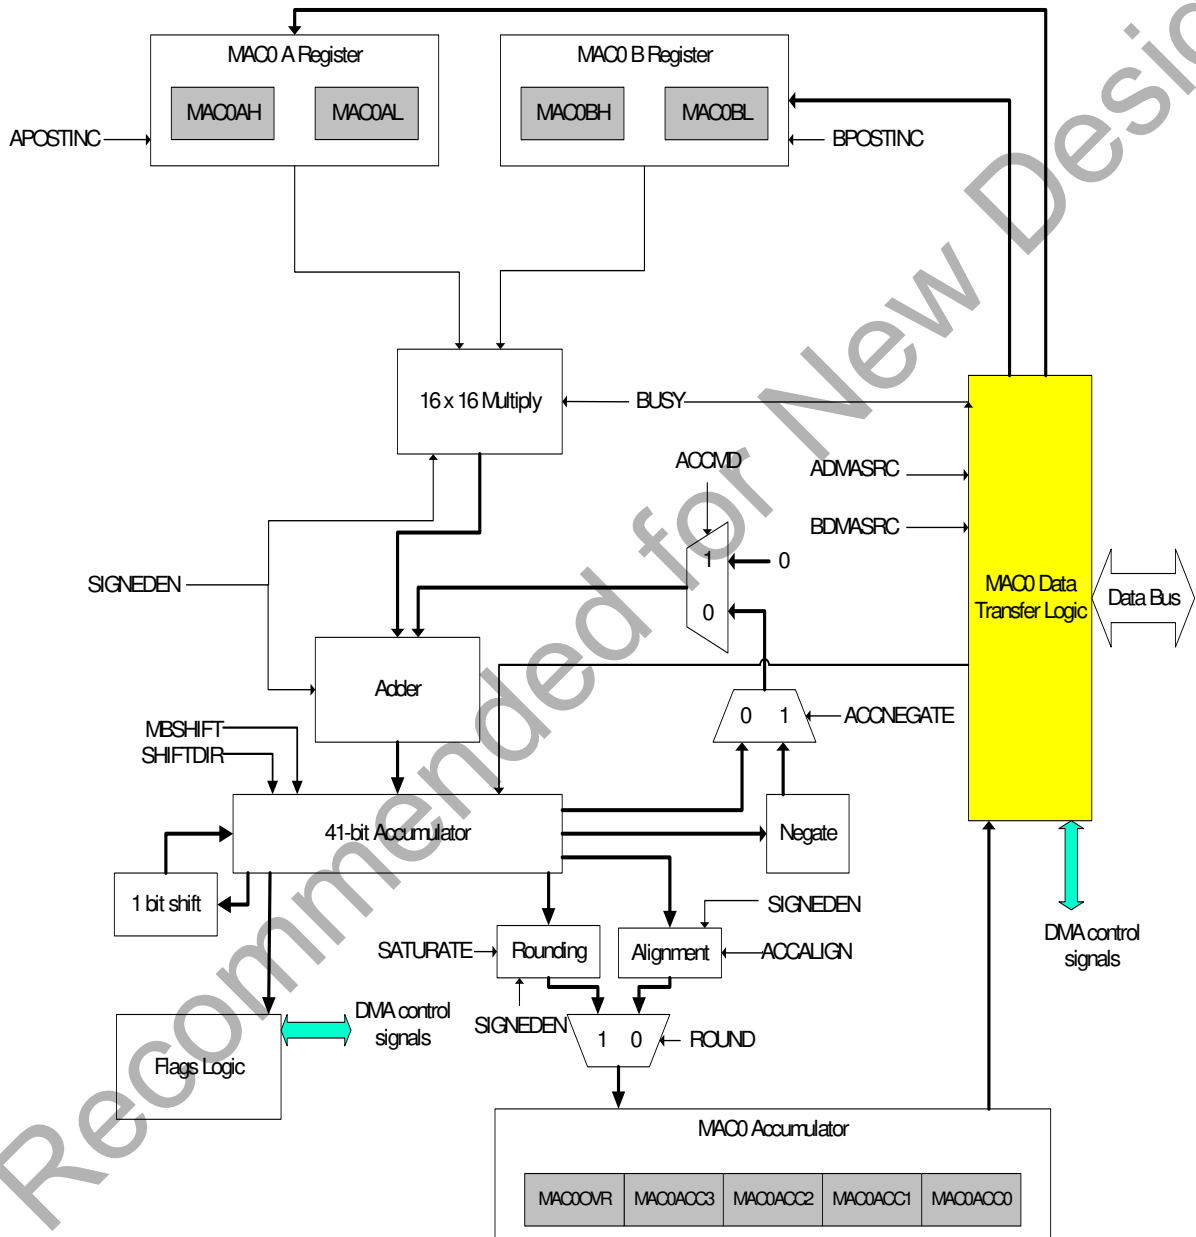 MAC0 A Register
MAC0 B Register
MAC0AH
MAC0AL
MAC0BH
MAC0BL
APOSTINC
BPOSTINC
16 x 16 Multiply
BUSY
ACCMD
ADMASRC
BDMASRC
1
0
0
SIGNEDEN
MAC0 Data
Transfer Logic
Data Bus
Adder
0 1
ACCNEGATE
MBSHIFT
SHIFTDIR
41-bit Accumulator
Negate
1 bit shift
SIGNEDEN
SATURATE
Rounding
Alignment
ACCALIGN
DMA control
signals
SIGNEDEN
DMA control
signals
1 0
ROUND
Flags Logic
MAC0 Accumulator
MAC0OVR
MAC0ACC3
MAC0ACC2
MAC0ACC1
MAC0ACC0
Recommended for New Desig